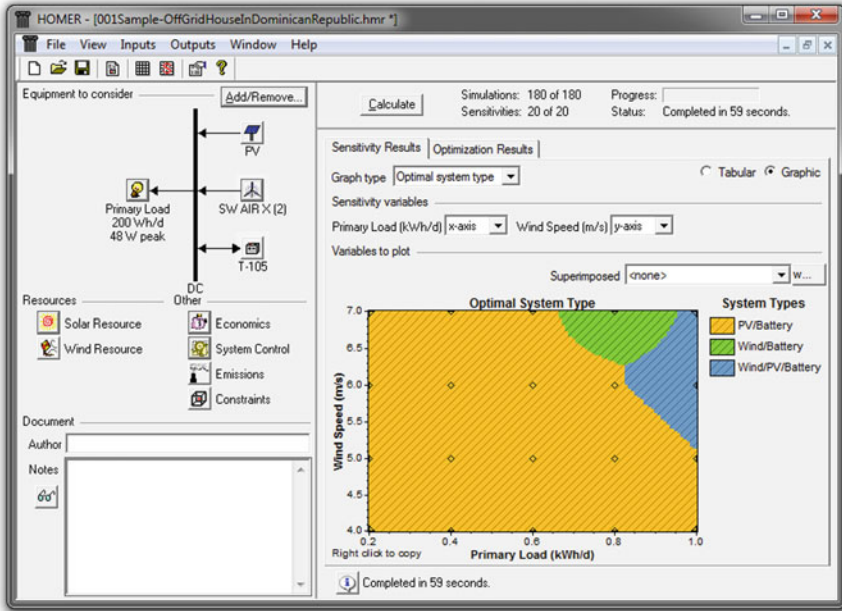 HOMER - [001Sample-OffGridHouseInDominicanRepublic.hmr *]
File View Inputs Outputs Window Help
Equipment to consider
Add/Remove...
PV
Primary Load
200 Wh/d
48 W peak
SW AIR X (2)
T-105
DC
Resources
Other
Solar Resource
Economics
Wind Resource
System Control
Emissions
Constraints
Document
Author
Notes
Calculate
Simulations: 180 of 180
Progress:
Sensitivities: 20 of 20
Status: Completed in 59 seconds.
Sensitivity Results
Optimization Results
Graph type Optimal system type
Tabular Graphic
Sensitivity variables
Primary Load (kWh/d) x-axis Wind Speed (m/s) y-axis
Variables to plot
Superimposed <none> w...
Optimal System Type
System Types
PV/Battery
Wind/Battery
Wind/PV/Battery
Wind Speed (m/s)
7.0
6.5
6.0
5.5
5.0
4.5
4.0
0.2 0.4 0.6 0.8 1.0
Primary Load (kWh/d)
Right click to copy
Completed in 59 seconds.